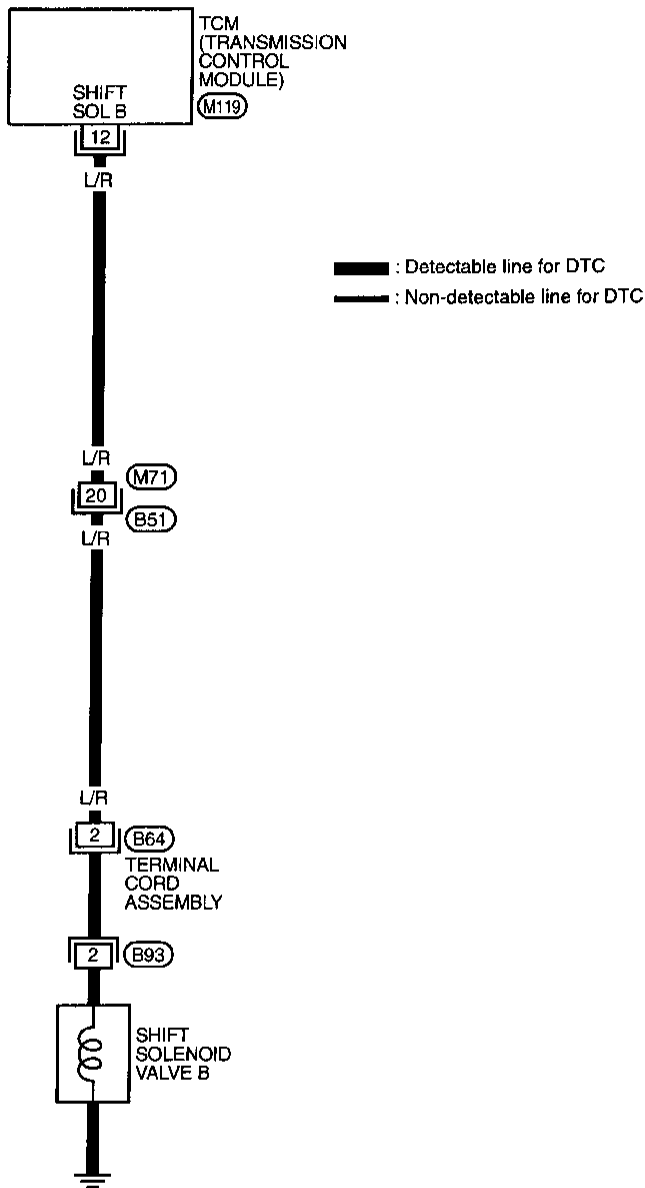 TCM
(TRANSMISSION
CONTROL
MODULE)
M119
SHIFT
SOL B
12
L/R
: Detectable line for DTC
: Non-detectable line for DTC
L/R
M71
20
B51
L/R
L/R
2
B64
TERMINAL
CORD
ASSEMBLY
2
B93
SHIFT
SOLENOID
VALVE B